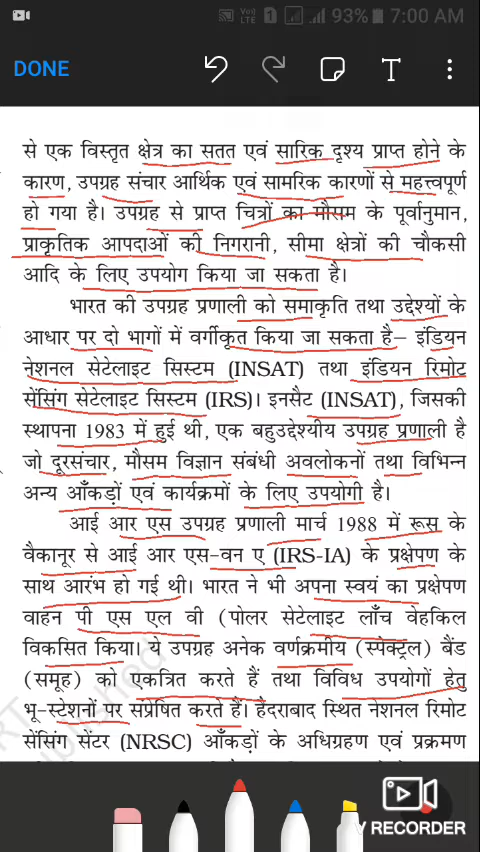 93% 7:00 AM
DONE
T
से एक विस्तृत क्षेत्र का सतत एवं सारिक दृश्य प्राप्त होने के
कारण, उपग्रह संचार आर्थिक एवं सामरिक कारणों से महत्त्वपूर्ण
हो गया है। उपग्रह से प्राप्त चित्रों का मौसम के पूर्वानुमान,
प्राकृतिक आपदाओं की निगरानी, सीमा क्षेत्रों की चौकसी
आदि के लिए उपयोग किया जा सकता है।
भारत की उपग्रह प्रणाली को समाकृति तथा उद्देश्यों के
आधार पर दो भागों में वर्गीकृत किया जा सकता है– इंडियन
नेशनल सेटेलाइट सिस्टम (INSAT) तथा इंडियन रिमोट
सेंसिंग सेटेलाइट सिस्टम (IRS)। इनसैट (INSAT), जिसकी
स्थापना 1983 में हुई थी, एक बहुउद्देश्यीय उपग्रह प्रणाली है
जो दूरसंचार, मौसम विज्ञान संबंधी अवलोकनों तथा विभिन्न
अन्य आँकड़ों एवं कार्यक्रमों के लिए उपयोगी है।
आई आर एस उपग्रह प्रणाली मार्च 1988 में रूस के
वैकानूर से आई आर एस-वन ए (IRS-IA) के प्रक्षेपण के
साथ आरंभ हो गई थी। भारत ने भी अपना स्वयं का प्रक्षेपण
वाहन पी एस एल वी (पोलर सेटेलाइट लाँच वेहकिल
विकसित किया। ये उपग्रह अनेक वर्णक्रमीय (स्पेक्ट्रल) बैंड
(समूह) को एकत्रित करते हैं तथा विविध उपयोगों हेतु
भू-स्टेशनों पर संप्रेषित करते हैं। हैदराबाद स्थित नेशनल रिमोट
सेंसिंग सेंटर (NRSC) आँकड़ों के अधिग्रहण एवं प्रक्रमण
V RECORDER